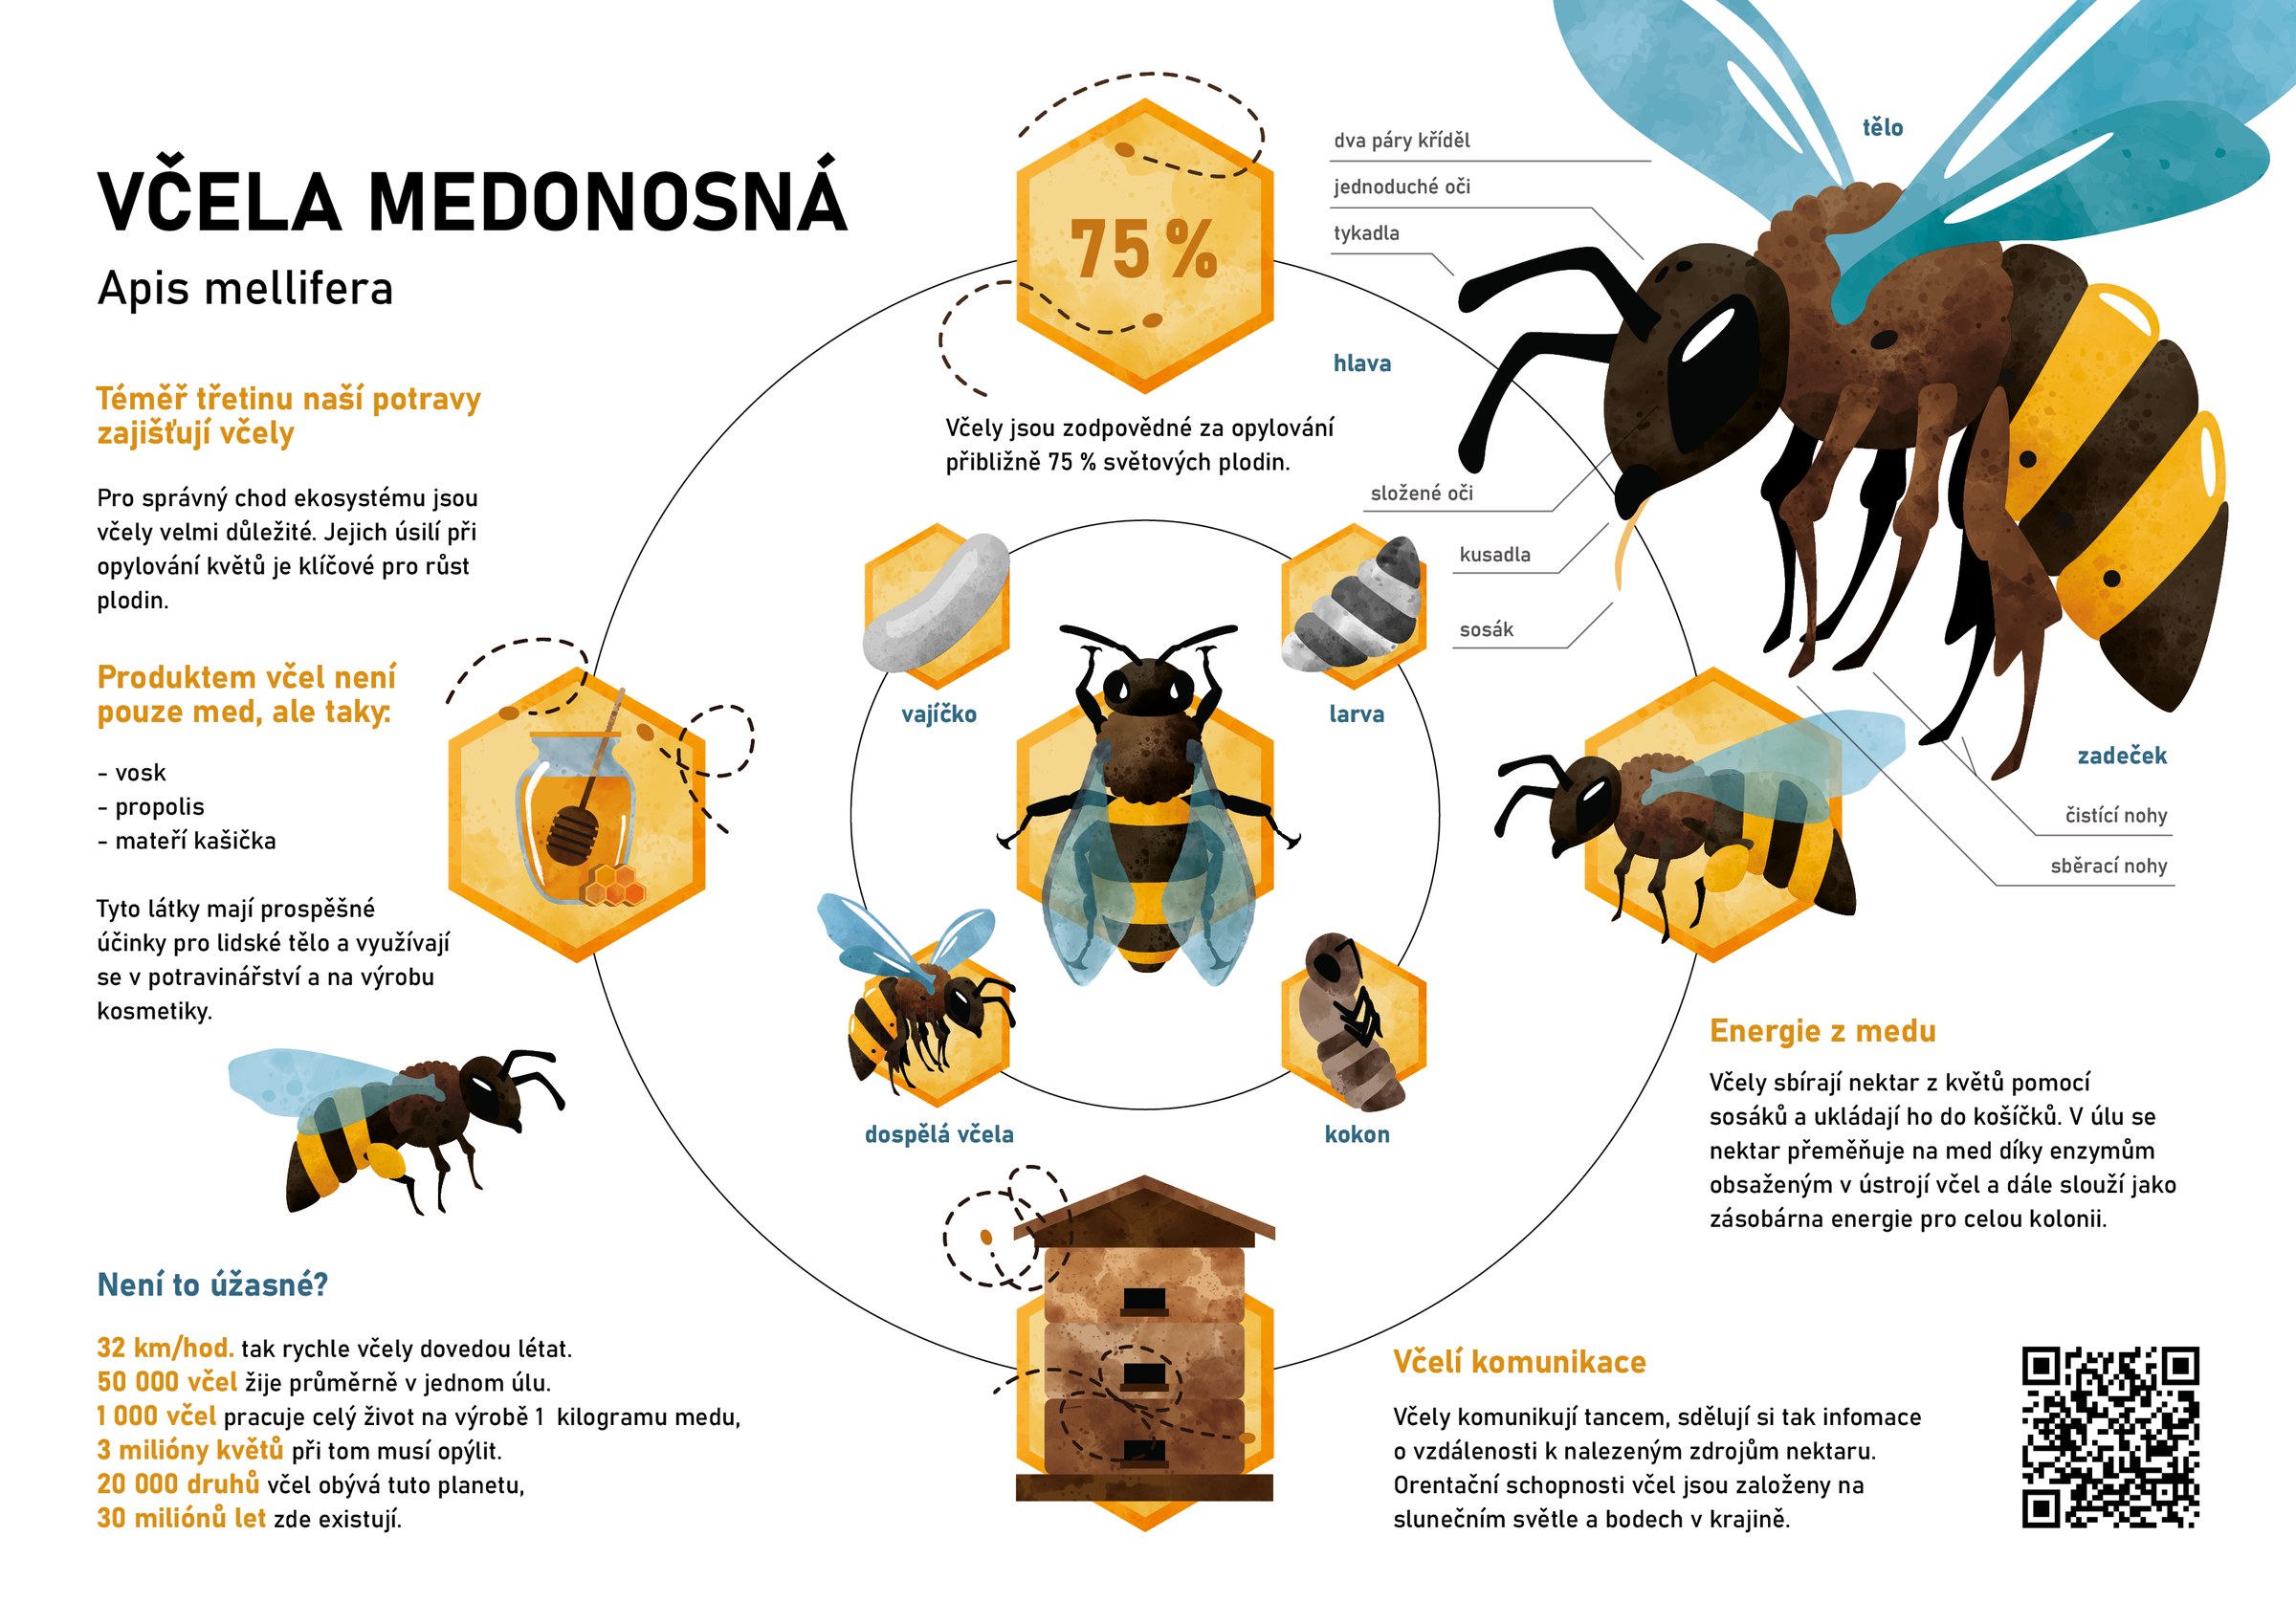 VČELA MEDONOSNÁ
Apis mellifera
Téměř třetinu naší potravy
zajišťují včely
Pro správný chod ekosystému jsou
včely velmi důležité. Jejich úsilí při
opylování květů je klíčové pro růst
plodin.
Produktem včel není
pouze med, ale taky:
- vosk
- propolis
- mateří kašička
Tyto látky mají prospěšné
účinky pro lidské tělo a využívají
se v potravinářství a na výrobu
kosmetiky.
Není to úžasné?
32 km/hod. tak rychle včely dovedou létat.
50 000 včel žije průměrně v jednom úlu.
1 000 včel pracuje celý život na výrobě 1 kilogramu medu,
3 milióny květů při tom musí opýlit.
20 000 druhů včel obývá tuto planetu,
30 miliónů let zde existují.
75 %
Včely jsou zodpovědné za opylování
přibližně 75 % světových plodin.
vajíčko
larva
dospělá včela
kokon
tělo
dva páry kříděl
jednoduché oči
tykadla
hlava
složené oči
kusadla
sosák
zadeček
čistící nohy
sběrací nohy
Energie z medu
Včely sbírají nektar z květů pomocí
sosáků a ukládají ho do košíčků. V úlu se
nektar přeměňuje na med díky enzymům
obsaženým v ústrojí včel a dále slouží jako
zásobárna energie pro celou kolonii.
Včelí komunikace
Včely komunikují tancem, sdělují si tak infomace
o vzdálenosti k nalezeným zdrojům nektaru.
Orentační schopnosti včel jsou založeny na
slunečním světle a bodech v krajině.